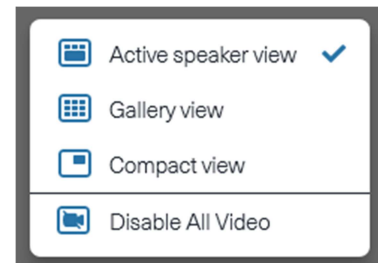 Active speaker view
Gallery view
Compact view
Disable All Video